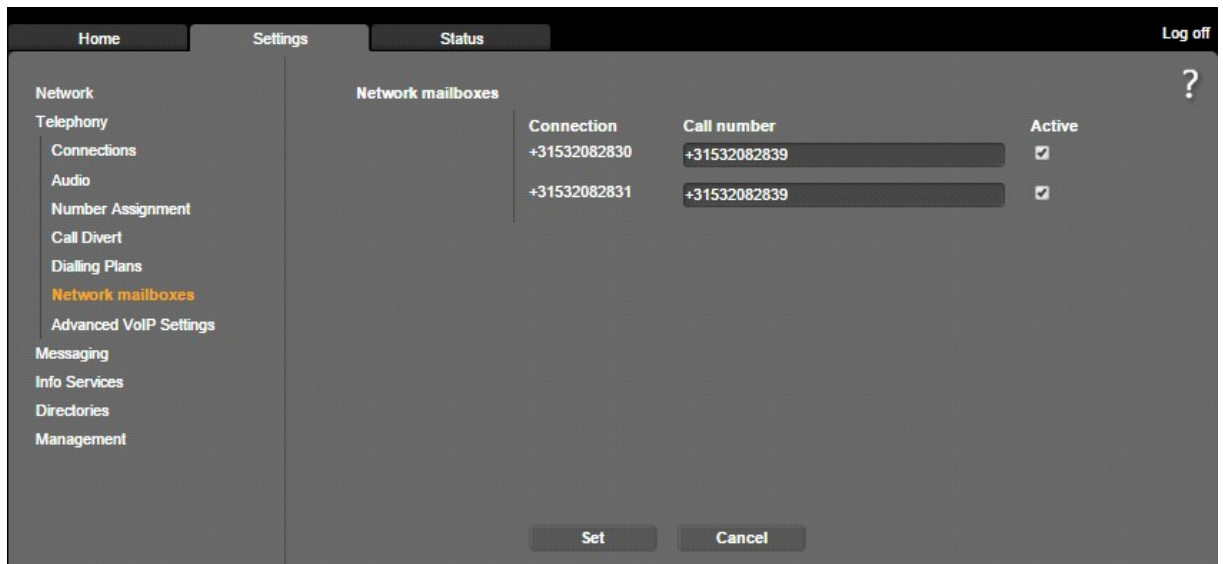 Home Settings Status Log off
?
Network
Telephony
Connections
Audio
Number Assignment
Call Divert
Dialling Plans
Network mailboxes
Advanced VoIP Settings
Messaging
Info Services
Directories
Management
Network mailboxes
Connection Call number Active
+31532082830 +31532082839
+31532082831 +31532082839
Set Cancel